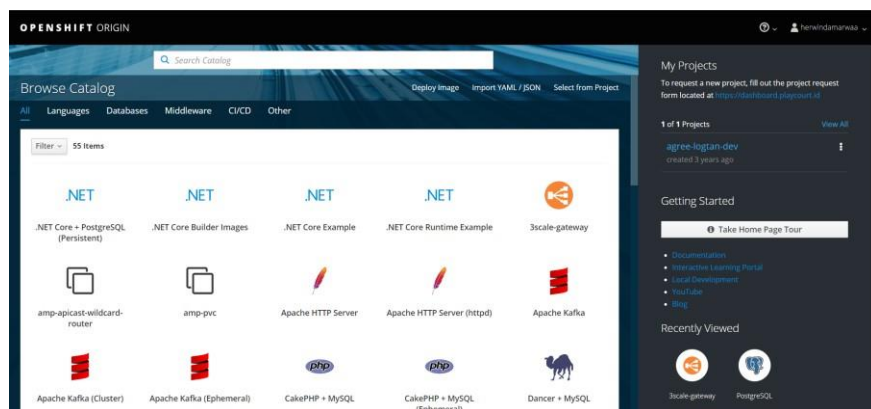 OPENSHIFT ORIGIN
herwindamarwaa
Search Catalog
Browse Catalog
Deploy Image Import YAML / JSON Select from Project
All Languages Databases Middleware CI/CD Other
Filter 55 Items
.NET .NET .NET .NET
.NET Core + PostgreSQL (Persistent)
.NET Core Builder Images
.NET Core Example
.NET Core Runtime Example
3scale-gateway
amp-apicast-wildcard-router
amp-pvc
Apache HTTP Server
Apache HTTP Server (httpd)
Apache Kafka
php php
Apache Kafka (Cluster)
Apache Kafka (Ephemeral)
CakePHP + MySQL
CakePHP + MySQL (Ephemeral)
Dancer + MySQL
My Projects
To request a new project, fill out the project request
form located at https://dashboard.playcourt.id
1 of 1 Projects View All
agree-logtan-dev
created 3 years ago
Getting Started
Take Home Page Tour
Documentation
Interactive Learning Portal
Local Development
YouTube
Blog
Recently Viewed
3scale-gateway PostgreSQL